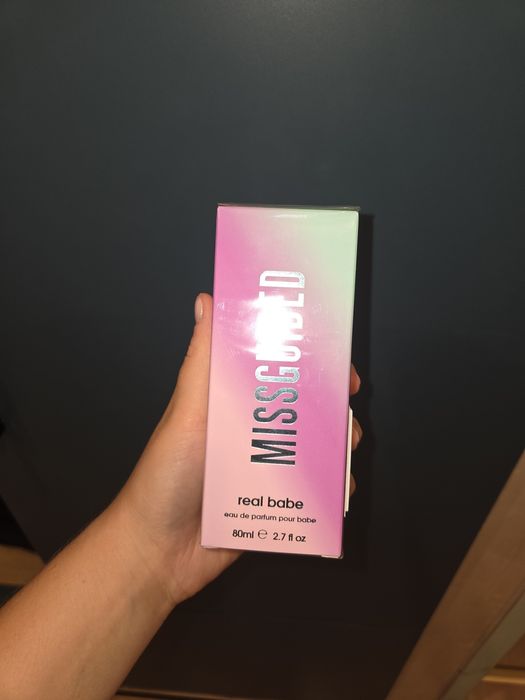 MISSGUIDED
real babe
eau de parfum pour babe
80ml ℮ 2.7 fl oz